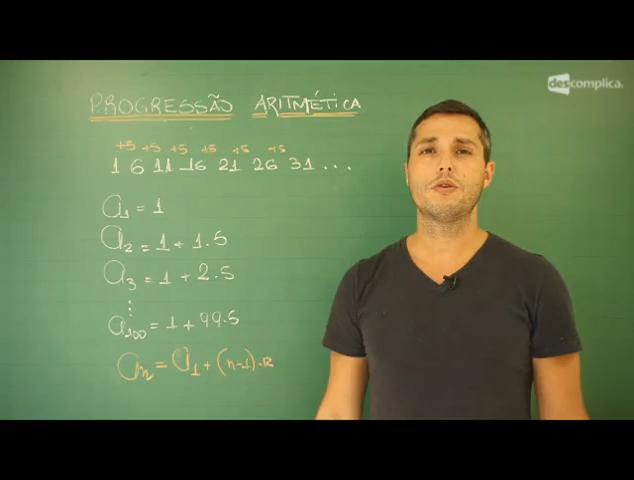 descomplica.
PROGRESSÃO ARITMÉTICA
+5 +5 +5 +5 +5 +5
1 6 11 16 21 26 31 ...
a₁ = 1
a₂ = 1 + 1.5
a₃ = 1 + 2.5
⋮
a₁₀₀ = 1 + 99.5
aₙ = a₁ + (n-1).R